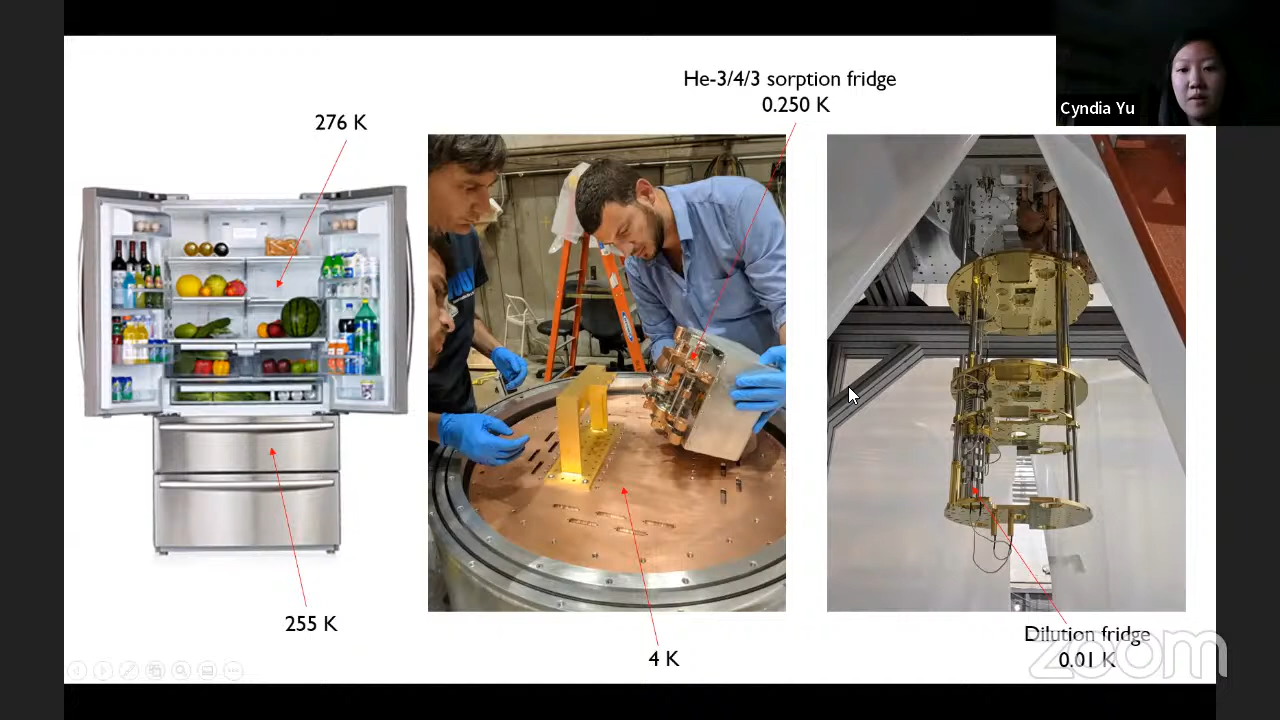 He-3/4/3 sorption fridge
0.250 K
Cyndia Yu
276 K
255 K
4 K
Dilution fridge
0.01 K
zoom